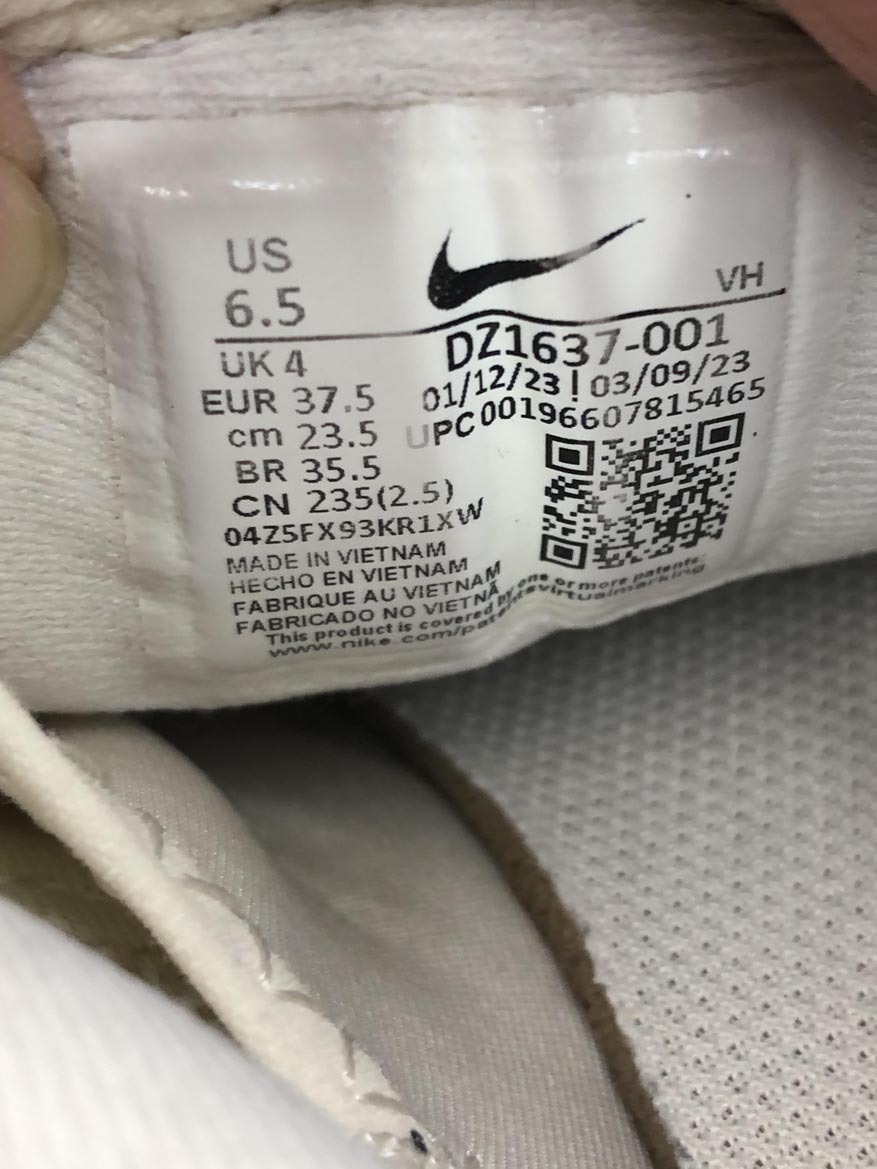 US
6.5
VH
UK 4
DZ1637-001
EUR 37.5
01/12/23 ! 03/09/23
cm 23.5
UPC00196607815465
BR 35.5
CN 235(2.5)
04Z5FX93KR1XW
MADE IN VIETNAM
HECHO EN VIETNAM
FABRIQUE AU VIETNAM
FABRICADO NO VIETNÃ
This product is covered by one or more patents:
www.nike.com/patentsvirtualmarking